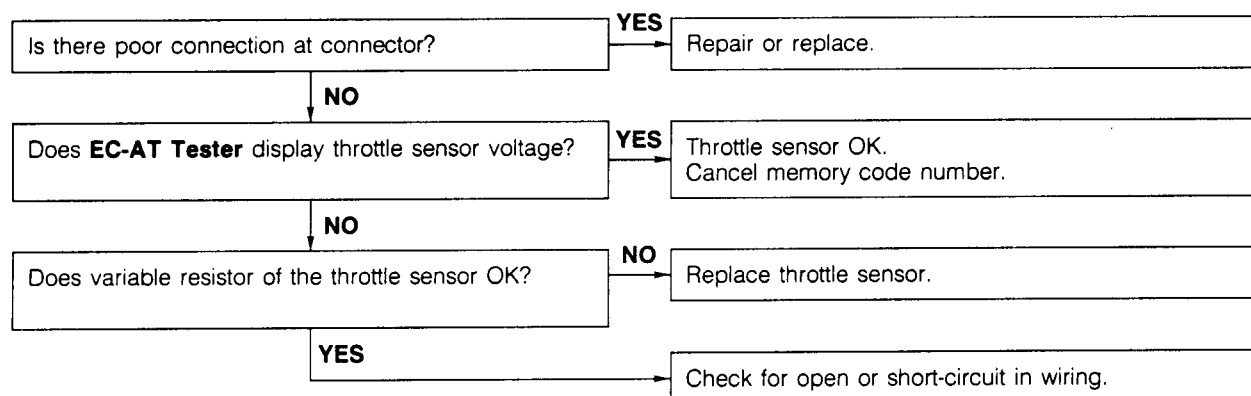 Is there poor connection at connector?
YES
Repair or replace.
NO
Does EC-AT Tester display throttle sensor voltage?
YES
Throttle sensor OK.
Cancel memory code number.
NO
Does variable resistor of the throttle sensor OK?
NO
Replace throttle sensor.
YES
Check for open or short-circuit in wiring.